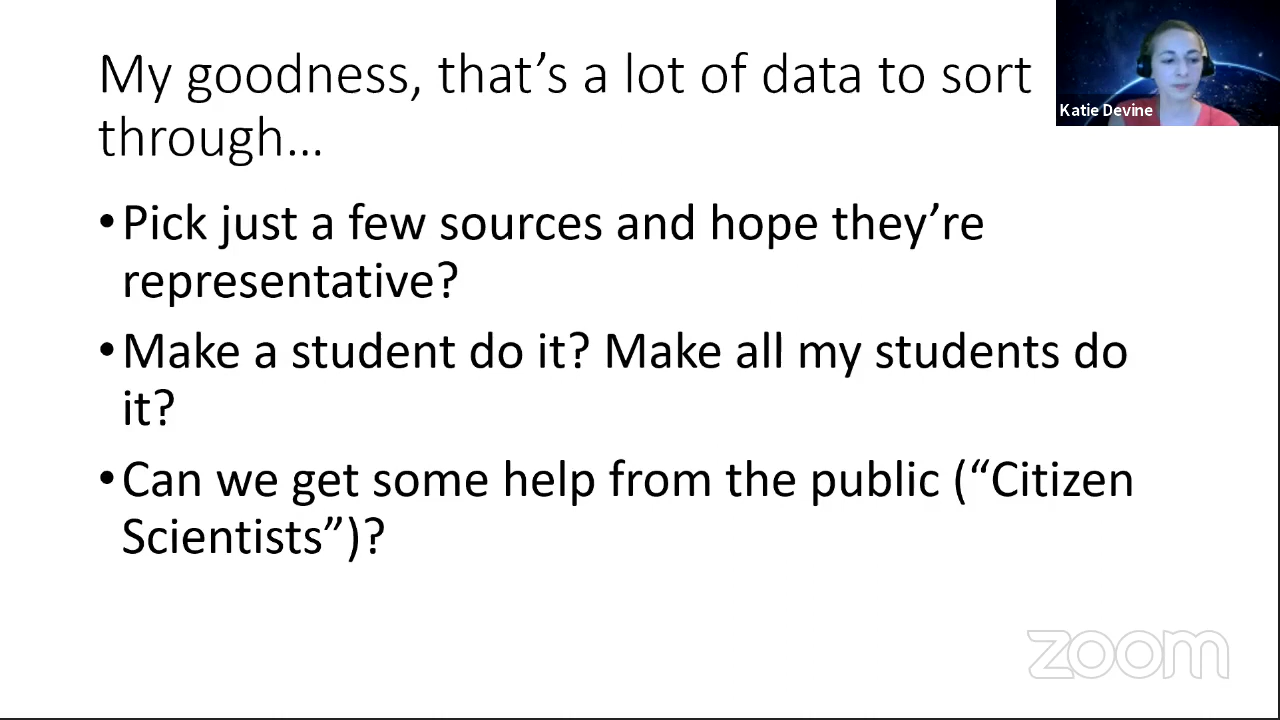 My goodness, that’s a lot of data to sort
through…
Katie Devine
•Pick just a few sources and hope they’re
representative?
•Make a student do it? Make all my students do
it?
•Can we get some help from the public (“Citizen
Scientists”)?
zoom